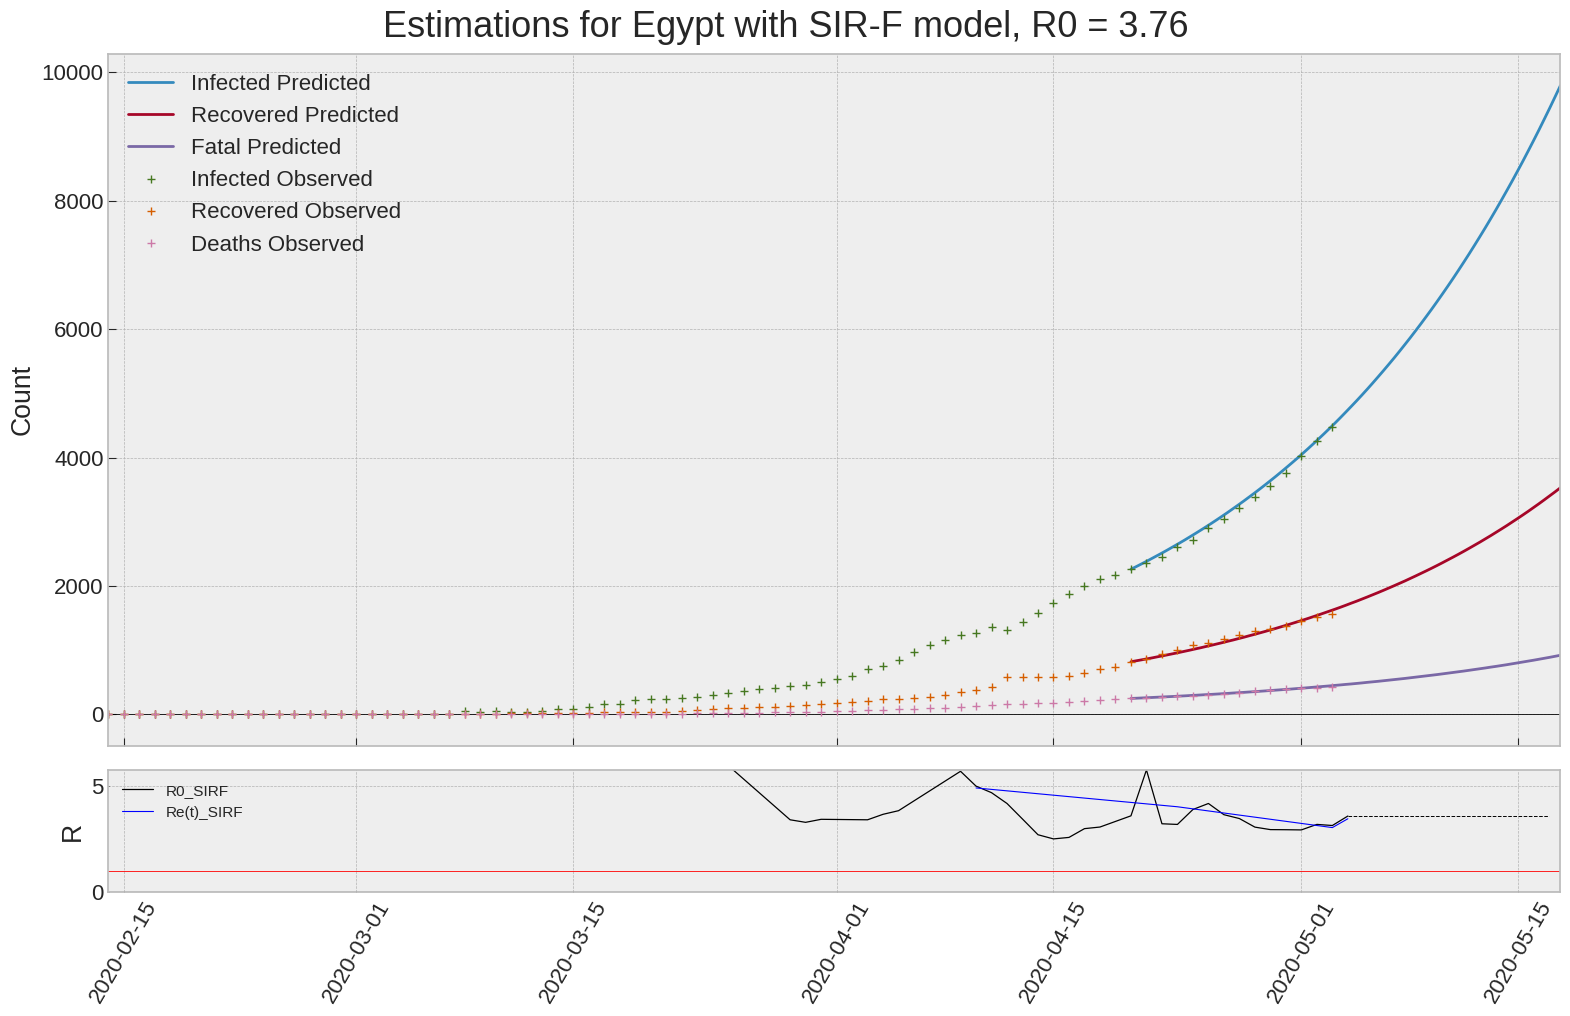 Estimations for Egypt with SIR-F model, R0 = 3.76
10000
8000
6000
4000
2000
0
Count
Infected Predicted
Recovered Predicted
Fatal Predicted
Infected Observed
Recovered Observed
Deaths Observed
5
0
R
R0_SIRF
Re(t)_SIRF
2020-02-15
2020-03-01
2020-03-15
2020-04-01
2020-04-15
2020-05-01
2020-05-15